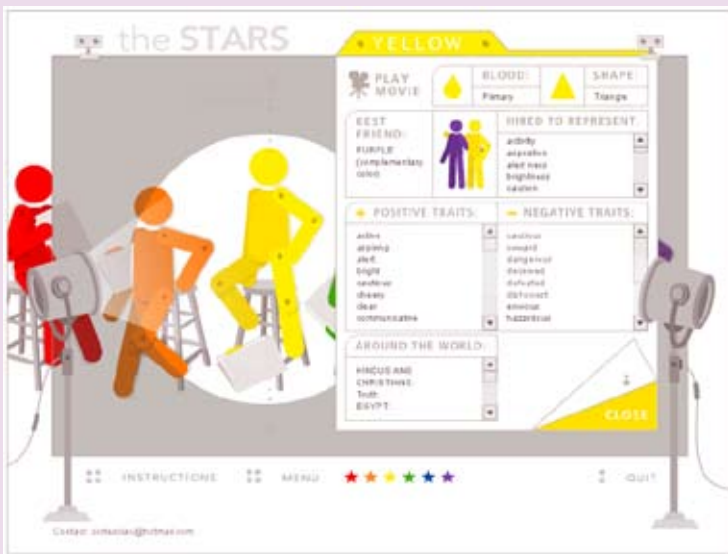 the STARS
YELLOW
PLAY
MOVIE
BLOOD:
Primary
SHAPE
Triangle
BEST
FRIEND:
PURPLE
(complementary
color)
HIRED TO REPRESENT:
activity
aspiration
alertness
brightness
caution
+ POSITIVE TRAITS:
active
aspiring
alert
bright
cautious
cheery
clear
communicative
- NEGATIVE TRAITS:
cautious
coward
dangerous
deceased
defeated
dishonest
envious
hazardous
AROUND THE WORLD:
HINDUS AND
CHRISTIANS:
Truth
EGYPT:
CLOSE
INSTRUCTIONS
MENU
QUIT
Contact: